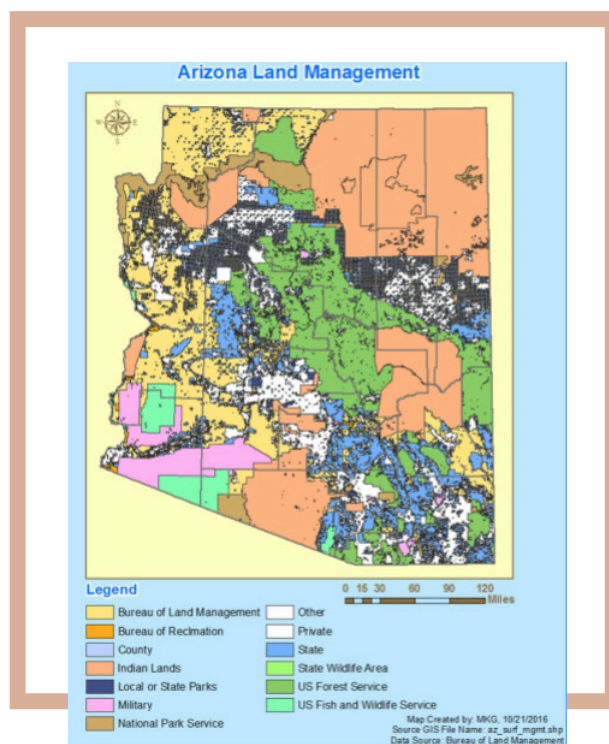 Arizona Land Management
N
W E
S
Legend
0 15 30 60 90 120
Miles
Bureau of Land Management
Bureau of Reclmation
County
Indian Lands
Local or State Parks
Military
National Park Service
Other
Private
State
State Wildlife Area
US Forest Service
US Fish and Wildlife Service
Map Created by: MKG, 10/21/2016
Source GIS File Name: az_surf_mgmt.shp
Data Source: Bureau of Land Management